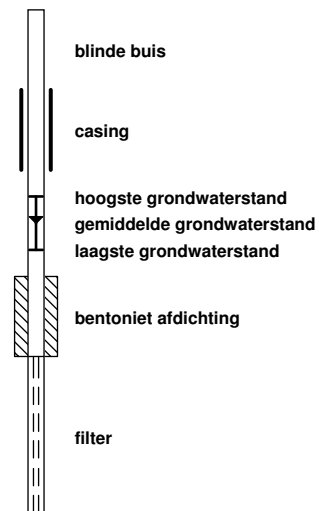 blinde buis
casing
hoogste grondwaterstand
gemiddelde grondwaterstand
laagste grondwaterstand
bentoniet afdichting
filter